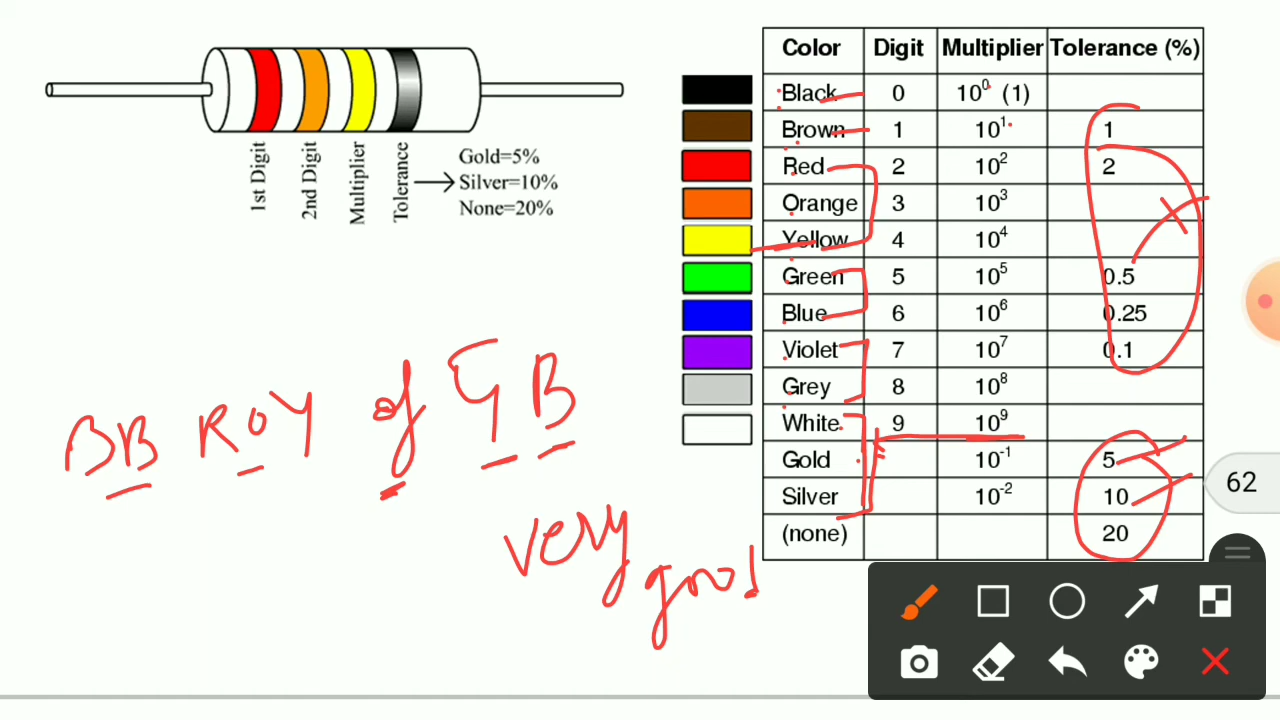 1st Digit
2nd Digit
Multiplier
Tolerance
Gold=5%
Silver=10%
None=20%
Color Digit Multiplier Tolerance (%)
Black 0 10⁰ (1)
Brown 1 10¹ 1
Red 2 10² 2
Orange 3 10³
Yellow 4 10⁴
Green 5 10⁵ 0.5
Blue 6 10⁶ 0.25
Violet 7 10⁷ 0.1
Grey 8 10⁸
White 9 10⁹
Gold 10⁻¹ 5
Silver 10⁻² 10
(none) 20
BB ROY of GB
very
good
62